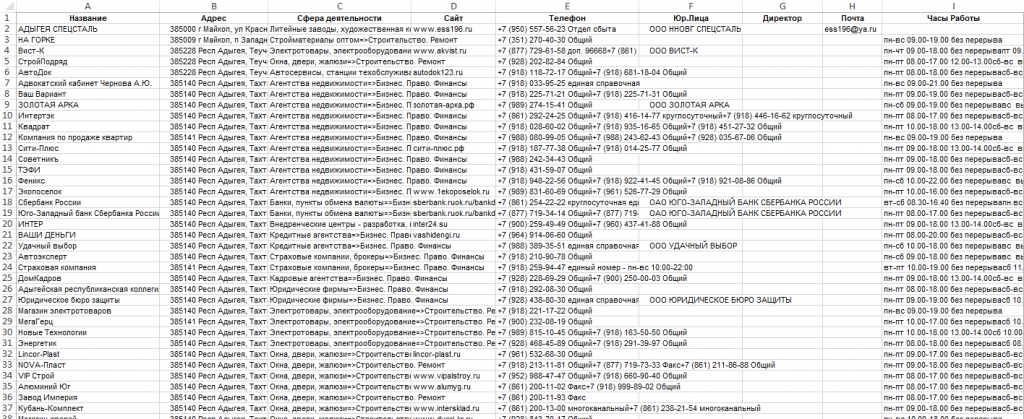 A B C D E F G H I
1 Название Адрес Сфера деятельности Сайт Телефон Юр.Лица Директор Почта Часы Работы
2 АДЫГЕЯ СПЕЦСТАЛЬ 385000 г Майкоп, ул Красн Литейные заводы, художественная к www.ess196.ru +7 (950) 557-56-23 Отдел сбыта ООО ННОВГ СПЕЦСТАЛЬ ess196@ya.ru
3 НА ГОРКЕ 385009 г Майкоп, п Западн Стройматериалы оптом=>Строительство. Ремонт +7 (351) 270-40-30 Общий пн-вс 09.00-19.00 без перерыва
4 Вист-К 385228 Респ Адыгея, Теуч Электротовары, электрооборудовани www.akvist.ru +7 (877) 729-61-58 доп. 96668+7 (861) ООО ВИСТ-К пн-чт 09.00-18.00 без перерывапт 09.
5 СтройПодряд 385228 Респ Адыгея, Теуч Окна, двери, жалюзи=>Строительство. Ремонт +7 (928) 202-82-84 Общий пн-пт 08.00-17.00 12.00-13.00сб-вс
6 АвтоДок 385228 Респ Адыгея, Теуч Автосервисы, станции техобслужива autodok123.ru +7 (918) 118-72-17 Общий+7 (918) 681-18-04 Общий пн-пт 08.00-18.00 без перерывасб-вс
7 Адвокатский кабинет Чернова А.Ю. 385140 Респ Адыгея, Тахт Агентства недвижимости=>Бизнес. Право. Финансы +7 (918) 033-95-25 единая справочная пн-вс 09.00-21.00 без перерыва
8 Ваш Вариант 385140 Респ Адыгея, Тахт Агентства недвижимости=>Бизнес. Право. Финансы +7 (918) 225-71-21 Общий+7 (918) 225-71-31 Общий пн-пт 09.00-19.00 без перерывасб-вс
9 ЗОЛОТАЯ АРКА 385140 Респ Адыгея, Тахт Агентства недвижимости=>Бизнес. П золотая-арка.рф +7 (989) 274-15-41 Общий ООО ЗОЛОТАЯ АРКА пн-сб 09.00-19.00 без перерывавс
10 Интертэк 385140 Респ Адыгея, Тахт Агентства недвижимости=>Бизнес. Право. Финансы +7 (861) 292-24-25 Общий+7 (918) 416-14-77 круглосуточный+7 (918) 446-16-62 круглосуточный пн-пт 08.00-17.00 без перерывасб-вс
11 Квадрат 385140 Респ Адыгея, Тахт Агентства недвижимости=>Бизнес. Право. Финансы +7 (918) 028-60-02 Общий+7 (918) 935-16-65 Общий+7 (918) 451-27-32 Общий пн-пт 10.00-18.00 13.00-14.00сб-вс
12 Компания по продаже квартир 385141 Респ Адыгея, Тахт Агентства недвижимости=>Бизнес. Право. Финансы +7 (988) 080-99-05 Общий+7 (988) 243-62-43 Общий+7 (928) 035-67-06 Общий пн-вс 09.00-19.00 без перерыва
13 Сити-Плюс 385140 Респ Адыгея, Тахт Агентства недвижимости=>Бизнес. П сити-плюс.рф +7 (918) 187-77-38 Общий+7 (918) 014-25-77 Общий пн-пт 09.00-18.00 13.00-14.00сб-вс
14 Советникъ 385140 Респ Адыгея, Тахт Агентства недвижимости=>Бизнес. Право. Финансы +7 (988) 242-34-43 Общий пн-пт 09.00-18.00 без перерывасб-вс
15 ТЭФИ 385140 Респ Адыгея, Тахт Агентства недвижимости=>Бизнес. Право. Финансы +7 (918) 431-59-07 Общий пн-пт 09.00-18.00 без перерывасб-вс
16 Феникс 385140 Респ Адыгея, Тахт Агентства недвижимости=>Бизнес. Право. Финансы +7 (918) 948-22-56 Общий+7 (918) 922-41-45 Общий+7 (918) 921-08-86 Общий пн-сб 10.00-22.00 без перерывавс
17 Экопоселок 385140 Респ Адыгея, Тахт Агентства недвижимости=>Бизнес. П www.1ekoposelok.ru +7 (989) 831-60-69 Общий+7 (961) 526-77-29 Общий пн-пт 10.00-16.00 без перерывасб-вс
18 Сбербанк России 385140 Респ Адыгея, Тахт Банки, пункты обмена валюты=>Бизн sberbank.ruok.ru/bankd +7 (861) 254-22-22 круглосуточная еди ОАО ЮГО-ЗАПАДНЫЙ БАНК СБЕРБАНКА РОССИИ вт-сб 08.30-16.40 без перерывапн-вс
19 Юго-Западный банк Сбербанка России 385140 Респ Адыгея, Тахт Банки, пункты обмена валюты=>Бизн sberbank.ruok.ru/bankd +7 (877) 719-34-14 Общий+7 (877) 719- ОАО ЮГО-ЗАПАДНЫЙ БАНК СБЕРБАНКА РОССИИ пн-пт 08.00-17.00 без перерывасб-вс
20 ИНТЕР 385140 Респ Адыгея, Тахт Внедренческие центры - разработка, inter24.su +7 (900) 259-49-49 Общий+7 (960) 437-41-88 Общий пн-пт 09.00-18.00 13.00-14.00сб-вс
21 ВАШИ ДЕНЬГИ 385140 Респ Адыгея, Тахт Кредитные агентства=>Бизнес. Прав vashidengi.ru +7 (964) 914-06-60 Общий пн-пт 08.00-20.00 без перерывасб-вс
22 Удачный выбор 385140 Респ Адыгея, Тахт Кредитные агентства=>Бизнес. Право. Финансы +7 (988) 389-35-51 единая справочная ООО УДАЧНЫЙ ВЫБОР пн-сб 10.00-18.00 без перерывавс
23 Автоэксперт 385140 Респ Адыгея, Тахт Страховые компании, брокеры=>Бизнес. Право. Финансы +7 (918) 210-90-78 Общий пн-сб 09.00-18.00 без перерывавс
24 Страховая компания 385141 Респ Адыгея, Тахт Страховые компании, брокеры=>Бизнес. Право. Финансы +7 (918) 259-94-47 единый номер - пн-вс 10:00-22:00 вт-пт 10.00-19.00 без перерывасб 11.
25 ДомКадров 385140 Респ Адыгея, Тахт Кадровые агентства=>Бизнес. Право. Финансы +7 (928) 228-69-29 Общий+7 (900) 250-00-03 Общий пн-пт 09.00-18.00 13.00-14.00сб-вс
26 Адыгейская республиканская коллеги 385140 Респ Адыгея, Тахт Юридические фирмы=>Бизнес. Право. Финансы +7 (918) 292-08-30 Общий пн-пт 09.00-18.00 без перерывасб-вс
27 Юридическое бюро защиты 385140 Респ Адыгея, Тахт Юридические фирмы=>Бизнес. Право. Финансы +7 (928) 438-80-30 единая справочная ООО ЮРИДИЧЕСКОЕ БЮРО ЗАЩИТЫ пн-пт 09.00-19.00 без перерывасб 10.
28 Магазин электротоваров 385140 Респ Адыгея, Тахт Электротовары, электрооборудование=>Строительство. Ре +7 (918) 221-17-22 Общий пн-вс 09.00-19.00 без перерыва
29 МегаГерц 385141 Респ Адыгея, Тахт Электротовары, электрооборудование=>Строительство. Ре +7 (900) 232-08-19 Общий пн-пт 10.00-17.00 без перерывасб 10.
30 Новые Технологии 385140 Респ Адыгея, Тахт Электротовары, электрооборудование=>Строительство. Ре +7 (989) 815-10-45 Общий+7 (918) 163-50-50 Общий пн-пт 10.00-18.00 13.00-14.00сб 10.
31 Энергетик 385140 Респ Адыгея, Тахт Электротовары, электрооборудование=>Строительство. Ре +7 (928) 468-45-89 Общий+7 (918) 291-39-97 Общий пн-пт 08.00-18.00 без перерывасб 08.
32 Lincor-Plast 385140 Респ Адыгея, Тахт Окна, двери, жалюзи=>Строительств lincor-plast.ru +7 (961) 532-68-30 Общий пн-пт 09.00-17.00 без перерывасб-вс
33 NOVA-Пласт 385140 Респ Адыгея, Тахт Окна, двери, жалюзи=>Строительство. Ремонт +7 (918) 213-11-81 Общий+7 (877) 719-73-33 Факс+7 (861) 211-86-88 Общий пн-пт 08.00-17.00 без перерывасб-вс
34 VIP Строй 385140 Респ Адыгея, Тахт Окна, двери, жалюзи=>Строительств www.vipalstroy.ru +7 (952) 988-47-47 Общий+7 (918) 660-90-40 Общий пн-пт 08.00-18.00 без перерывасб-вс
35 Алюминий Юг 385140 Респ Адыгея, Тахт Окна, двери, жалюзи=>Строительств www.alumyg.ru +7 (861) 200-11-02 Факс+7 (918) 999-89-02 Общий пн-пт 08.00-17.00 без перерывасб-вс
36 Завод Империя 385140 Респ Адыгея, Тахт Окна, двери, жалюзи=>Строительство. Ремонт +7 (861) 200-11-93 Факс пн-пт 08.00-17.00 без перерывасб-вс
37 Кубань-Комплект 385140 Респ Адыгея, Тахт Окна, двери, жалюзи=>Строительств www.intersklad.ru +7 (861) 200-13-00 многоканальный+7 (861) 238-21-54 многоканальный пн-пт 08.00-17.00 без перерывасб-вс